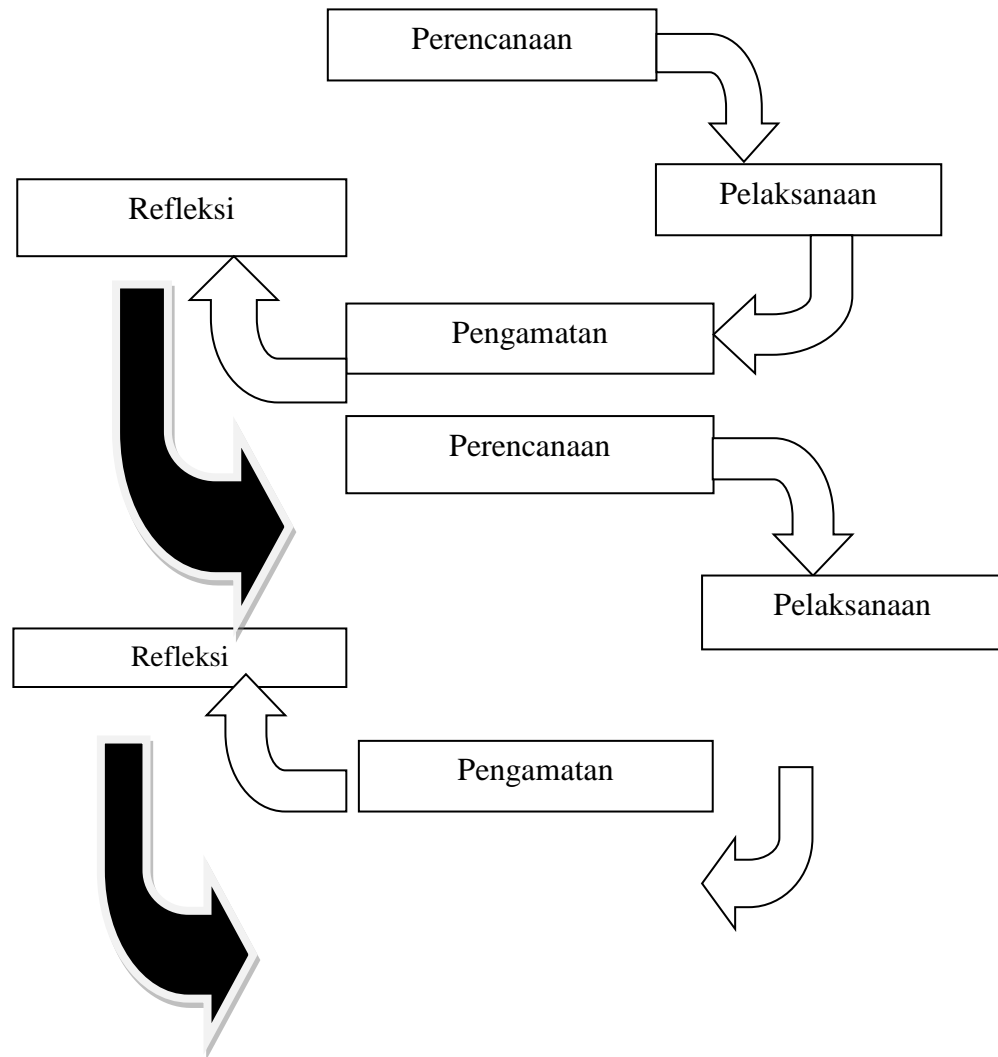 Perencanaan
Pelaksanaan
Refleksi
Pengamatan
Perencanaan
Pelaksanaan
Refleksi
Pengamatan